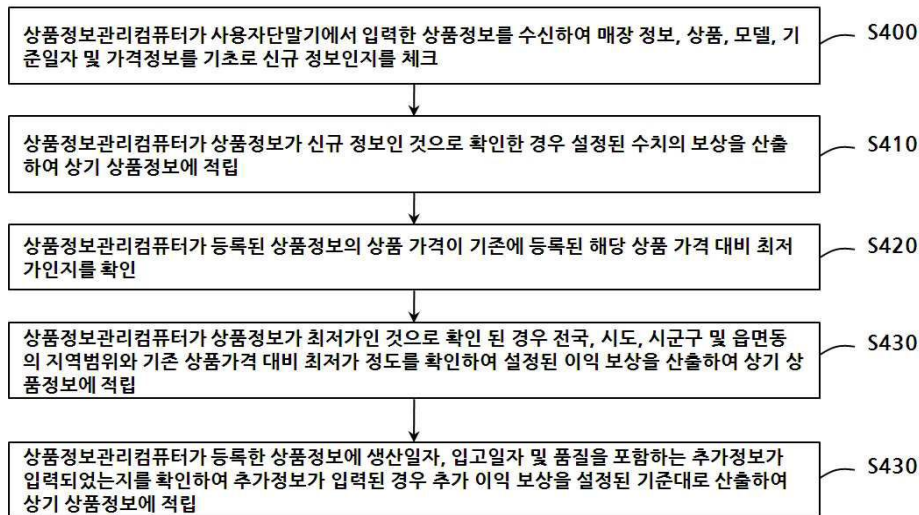 상품정보관리컴퓨터가 사용자단말기에서 입력한 상품정보를 수신하여 매장 정보, 상품, 모델, 기
준일자 및 가격정보를 기초로 신규 정보인지를 체크
S400
상품정보관리컴퓨터가 상품정보가 신규 정보인 것으로 확인한 경우 설정된 수치의 보상을 산출
하여 상기 상품정보에 적립
S410
상품정보관리컴퓨터가 등록된 상품정보의 상품 가격이 기존에 등록된 해당 상품 가격 대비 최저
가인지를 확인
S420
상품정보관리컴퓨터가 상품정보가 최저가인 것으로 확인 된 경우 전국, 시도, 시군구 및 읍면동
의 지역범위와 기존 상품가격 대비 최저가 정도를 확인하여 설정된 이익 보상을 산출하여 상기 상
품정보에 적립
S430
상품정보관리컴퓨터가 등록한 상품정보에 생산일자, 입고일자 및 품질을 포함하는 추가정보가
입력되었는지를 확인하여 추가정보가 입력된 경우 추가 이익 보상을 설정된 기준대로 산출하여
상기 상품정보에 적립
S430